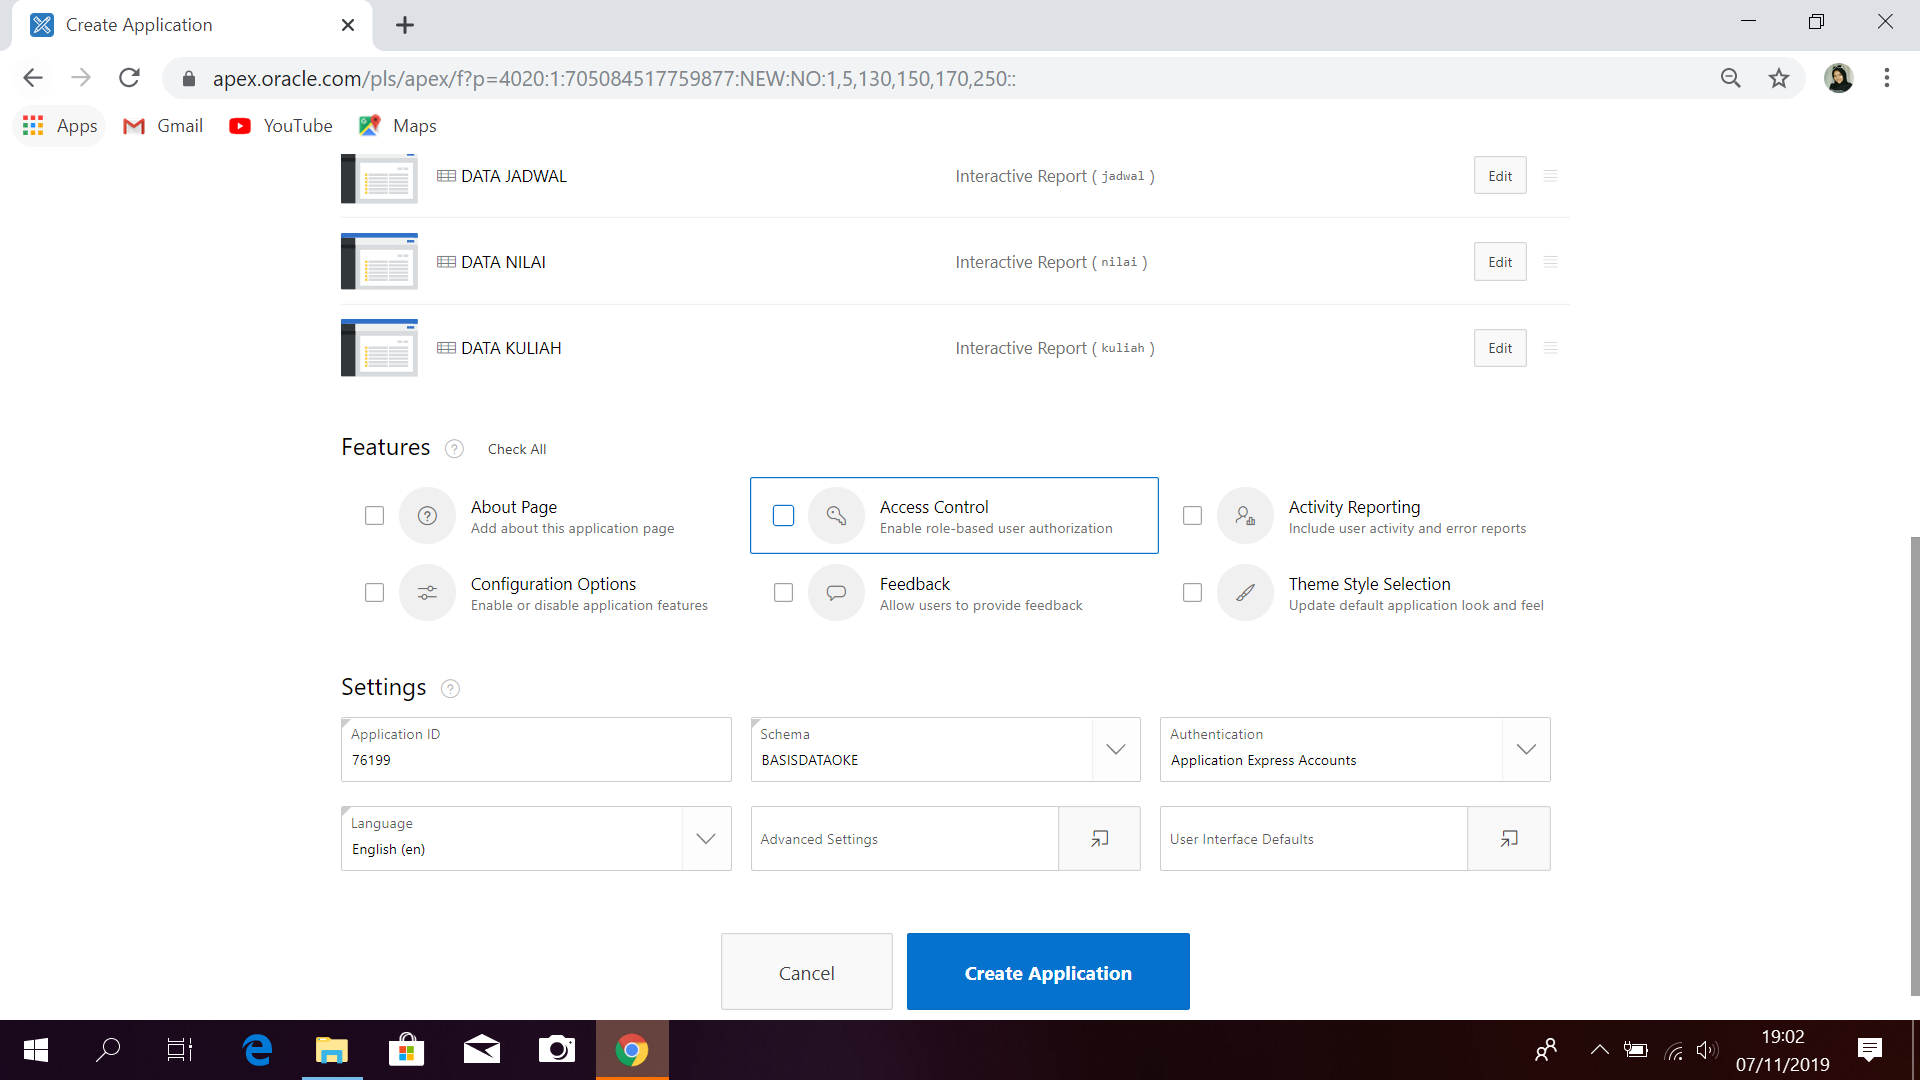 Create Application
apex.oracle.com/pls/apex/f?p=4020:1:705084517759877:NEW:NO:1,5,130,150,170,250::
Apps Gmail YouTube Maps
DATA JADWAL Interactive Report ( jadwal ) Edit
DATA NILAI Interactive Report ( nilai ) Edit
DATA KULIAH Interactive Report ( kuliah ) Edit
Features ? Check All
? About Page
Add about this application page
Access Control
Enable role-based user authorization
Activity Reporting
Include user activity and error reports
Configuration Options
Enable or disable application features
Feedback
Allow users to provide feedback
Theme Style Selection
Update default application look and feel
Settings ?
Application ID
76199
Schema
BASISDATAOKE
Authentication
Application Express Accounts
Language
English (en)
Advanced Settings
User Interface Defaults
Cancel Create Application
19:02
07/11/2019